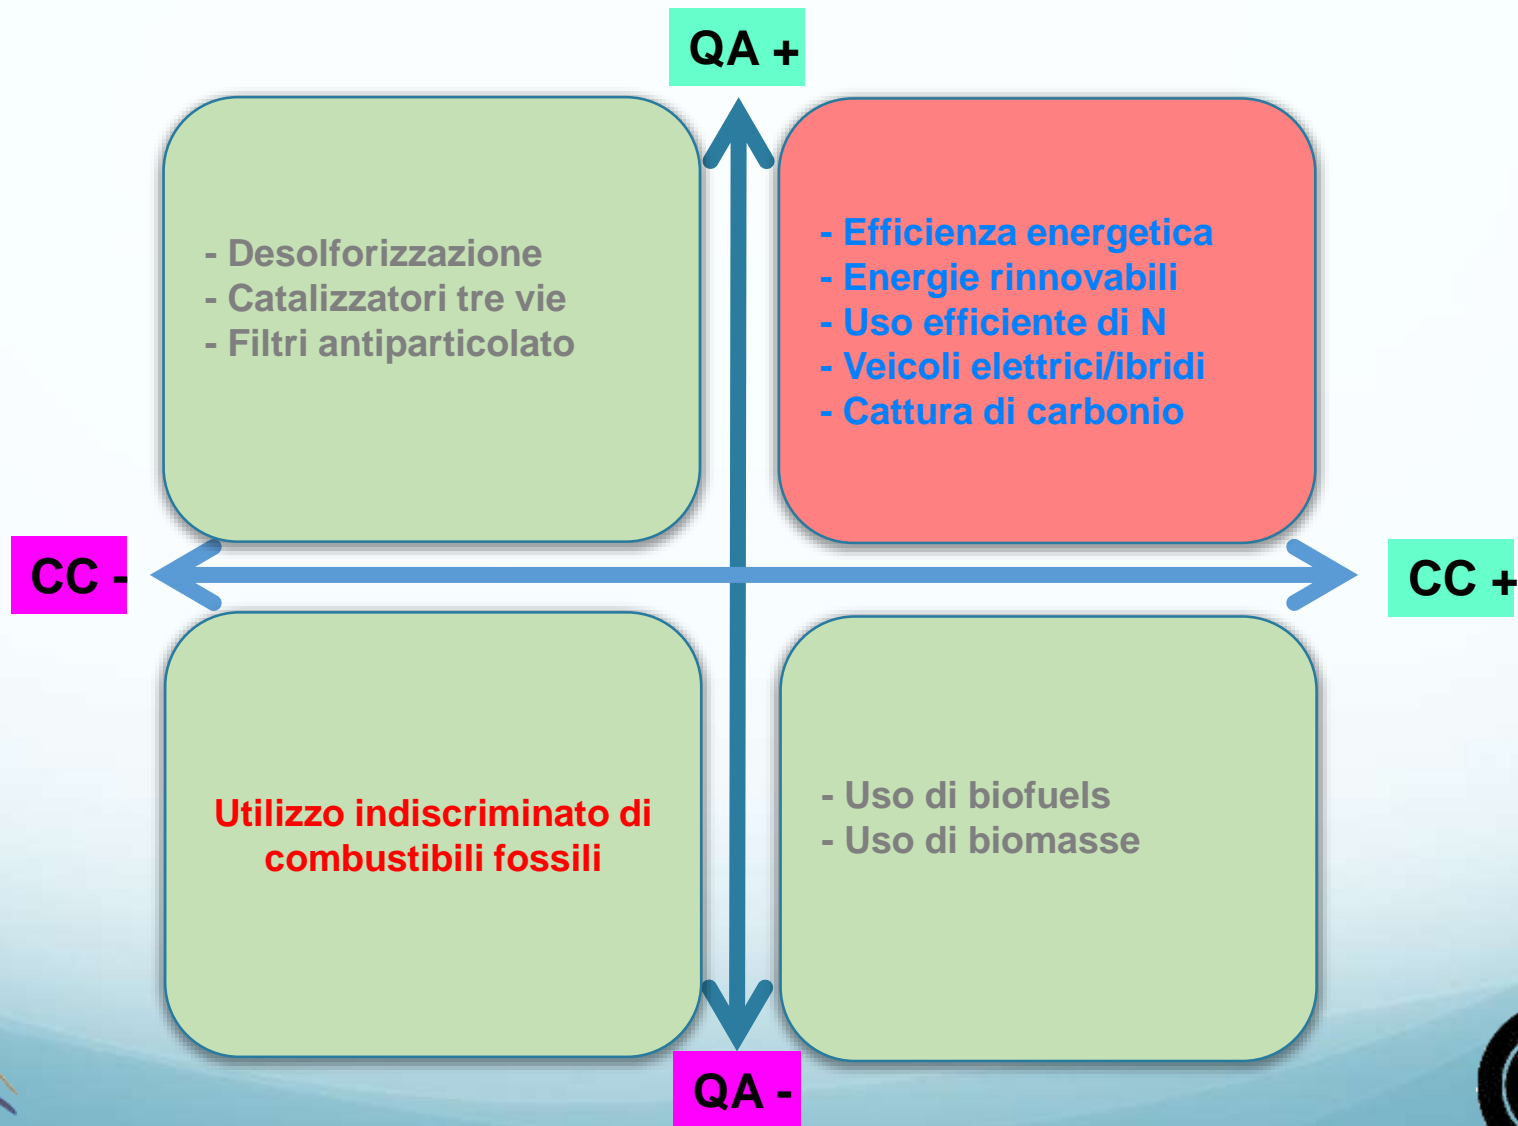 QA +
- Desolforizzazione
- Catalizzatori tre vie
- Filtri antiparticolato
- Efficienza energetica
- Energie rinnovabili
- Uso efficiente di N
- Veicoli elettrici/ibridi
- Cattura di carbonio
CC -
CC +
Utilizzo indiscriminato di
combustibili fossili
- Uso di biofuels
- Uso di biomasse
QA -